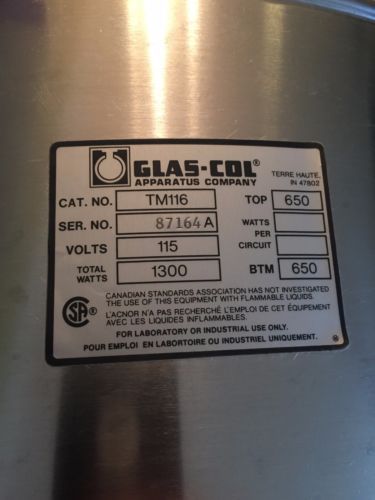 GLAS-COL®
APPARATUS COMPANY
TERRE HAUTE,
IN 47802
CAT. NO. TM116 TOP 650
SER. NO. 87164 A WATTS
PER
VOLTS 115 CIRCUIT
TOTAL
WATTS 1300 BTM 650
CANADIAN STANDARDS ASSOCIATION HAS NOT INVESTIGATED
THE USE OF THIS EQUIPMENT WITH FLAMMABLE LIQUIDS.
L'ACNOR N'A PAS RECHERCHÉ L'EMPLOI DE CET ÉQUIPEMENT
AVEC LES LIQUIDES INFLAMMABLES.
SA®
FOR LABORATORY OR INDUSTRIAL USE ONLY.
POUR EMPLOI EN LABORTOIRE OU INDUSTRIEL UNIQUEMENT.